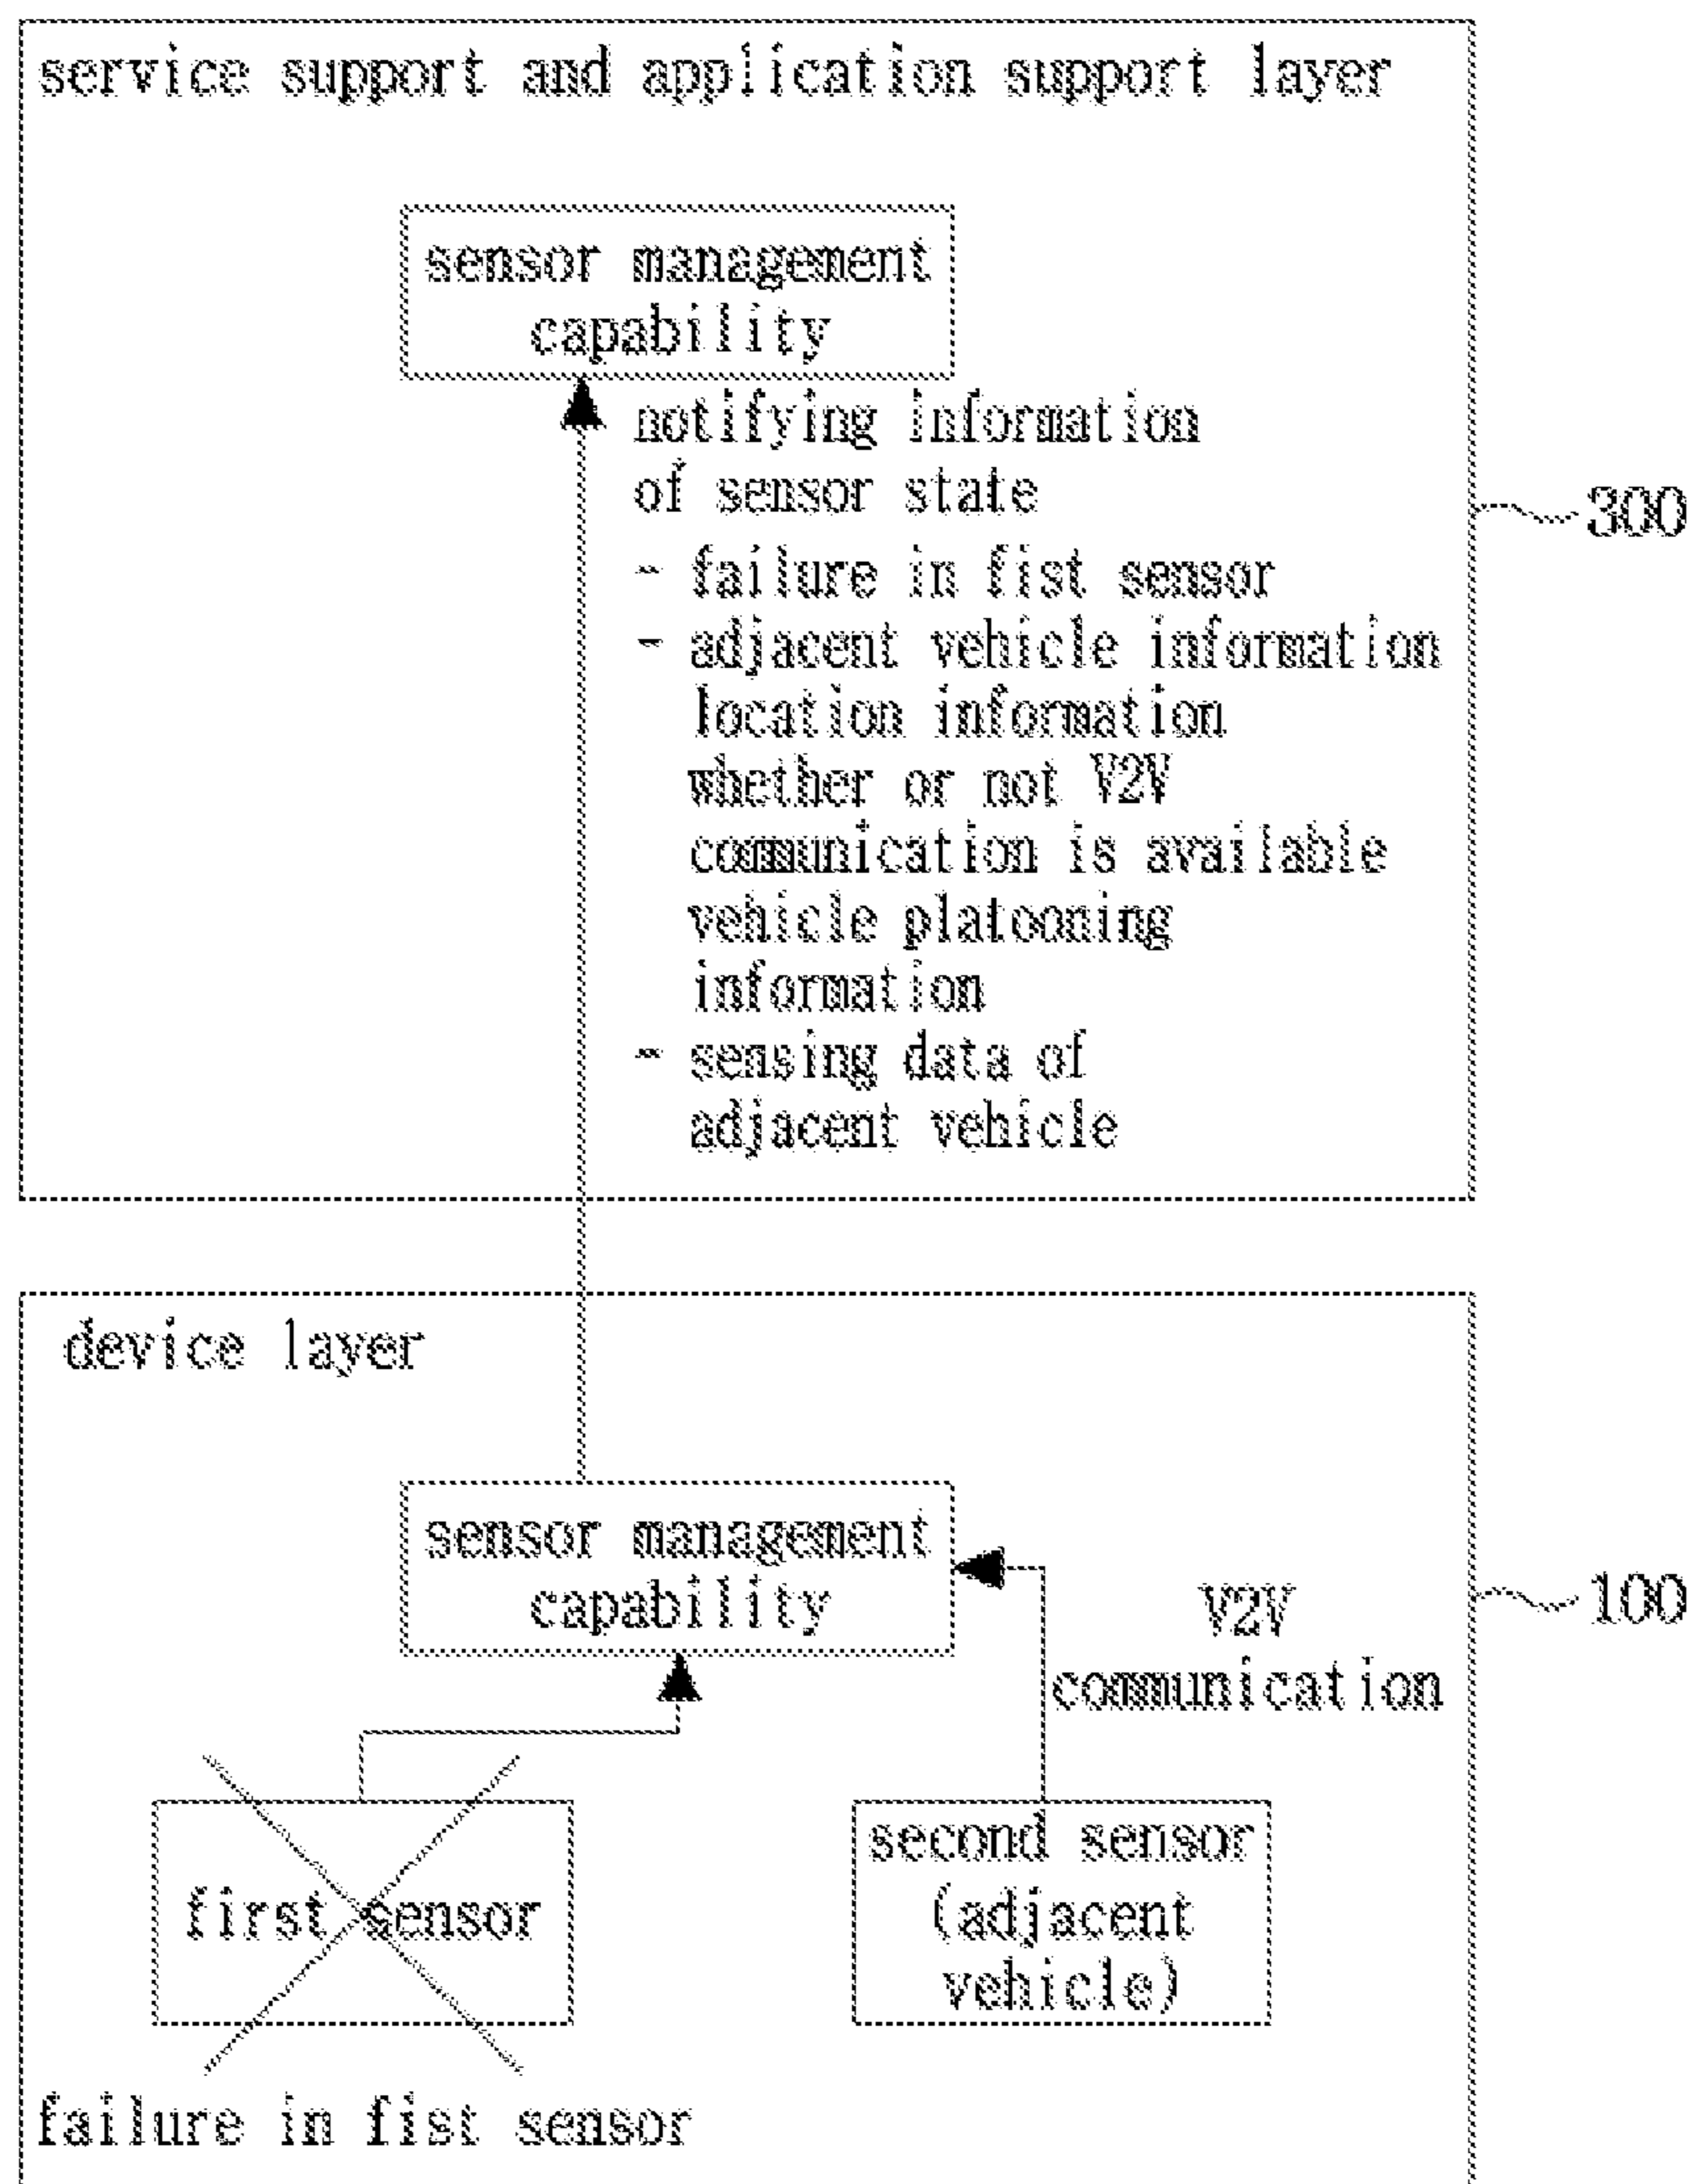 service support and application support layer
sensor management
capability
notifying information
of sensor state
- failure in fist sensor
- adjacent vehicle information
location information
whether or not V2V
communication is available
vehicle platooning
information
- sensing data of
adjacent vehicle
300
device layer
sensor management
capability
V2V
communication
100
first sensor
second sensor
(adjacent
vehicle)
failure in fist sensor